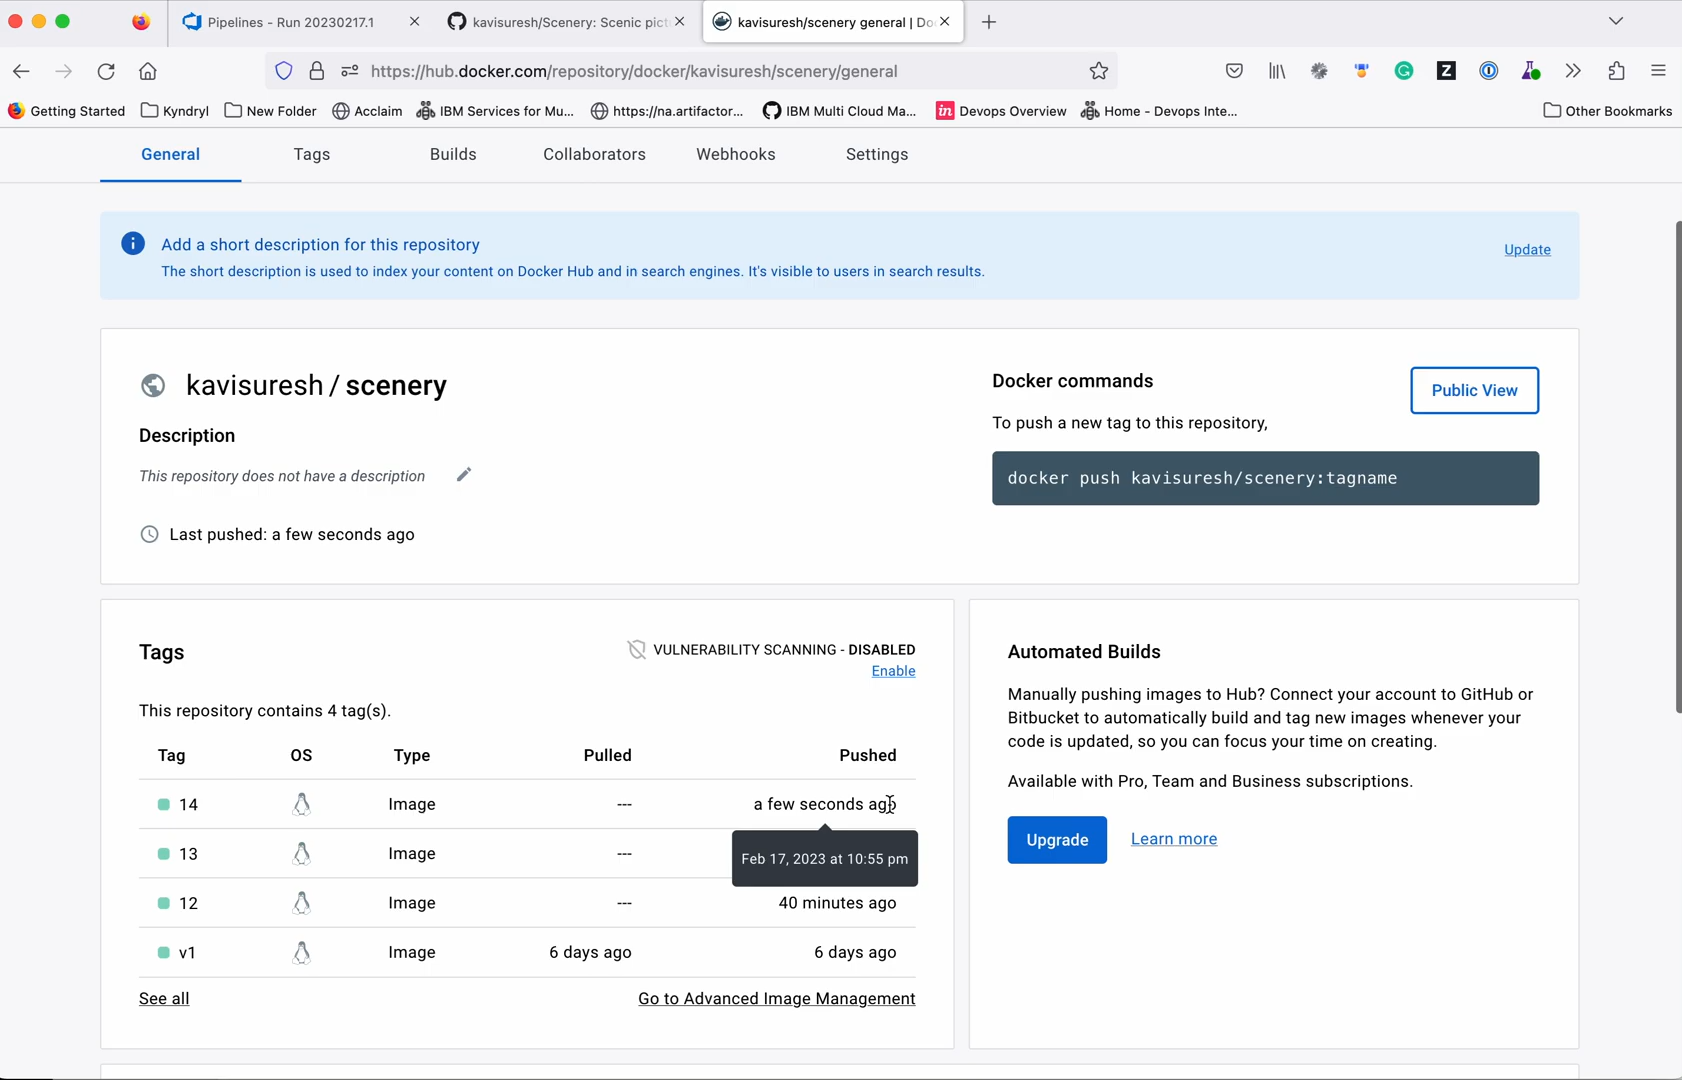 Pipelines - Run 20230217.1
kavisuresh/Scenery: Scenic pict
kavisuresh/scenery general | Do
https://hub.docker.com/repository/docker/kavisuresh/scenery/general
Getting Started
Kyndryl
New Folder
Acclaim
IBM Services for Mu...
https://na.artifactor...
IBM Multi Cloud Ma...
Devops Overview
Home - Devops Inte...
Other Bookmarks
General
Tags
Builds
Collaborators
Webhooks
Settings
Add a short description for this repository
The short description is used to index your content on Docker Hub and in search engines. It's visible to users in search results.
Update
kavisuresh / scenery
Description
This repository does not have a description
Last pushed: a few seconds ago
Docker commands
Public View
To push a new tag to this repository,
docker push kavisuresh/scenery:tagname
Tags
VULNERABILITY SCANNING - DISABLED
Enable
This repository contains 4 tag(s).
Tag OS Type Pulled Pushed
14 Image --- a few seconds ago
13 Image ---
Feb 17, 2023 at 10:55 pm
12 Image --- 40 minutes ago
v1 Image 6 days ago 6 days ago
See all
Go to Advanced Image Management
Automated Builds
Manually pushing images to Hub? Connect your account to GitHub or
Bitbucket to automatically build and tag new images whenever your
code is updated, so you can focus your time on creating.
Available with Pro, Team and Business subscriptions.
Upgrade
Learn more